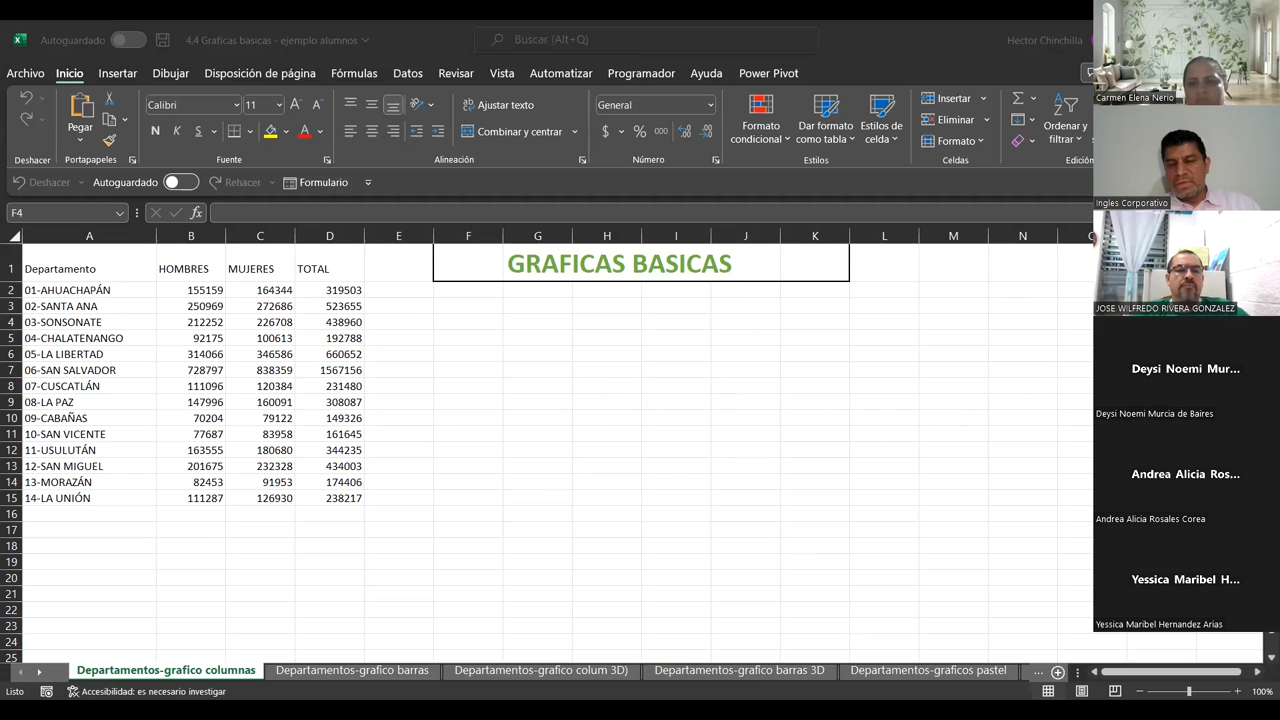 Autoguardado
4.4 Graficas basicas - ejemplo alumnos
Buscar (Alt+Q)
Hector Chinchilla
Archivo Inicio Insertar Dibujar Disposición de página Fórmulas Datos Revisar Vista Automatizar Programador Ayuda Power Pivot
Pegar
Calibri 11
N K S
Ajustar texto
Combinar y centrar
General
$ % 000
Formato condicional
Dar formato como tabla
Estilos de celda
Insertar
Eliminar
Formato
Ordenar y filtrar
Deshacer Portapapeles Fuente Alineación Número Estilos Celdas Edición
Deshacer Autoguardado Rehacer Formulario
F4 fx
A B C D E F G H I J K L M N
1 Departamento HOMBRES MUJERES TOTAL GRAFICAS BASICAS
2 01-AHUACHAPÁN 155159 164344 319503
3 02-SANTA ANA 250969 272686 523655
4 03-SONSONATE 212252 226708 438960
5 04-CHALATENANGO 92175 100613 192788
6 05-LA LIBERTAD 314066 346586 660652
7 06-SAN SALVADOR 728797 838359 1567156
8 07-CUSCATLÁN 111096 120384 231480
9 08-LA PAZ 147996 160091 308087
10 09-CABAÑAS 70204 79122 149326
11 10-SAN VICENTE 77687 83958 161645
12 11-USULUTÁN 163555 180680 344235
13 12-SAN MIGUEL 201675 232328 434003
14 13-MORAZÁN 82453 91953 174406
15 14-LA UNIÓN 111287 126930 238217
16
17
18
19
20
21
22
23
24
25
Departamentos-grafico columnas Departamentos-grafico barras Departamentos-grafico colum 3D) Departamentos-grafico barras 3D Departamentos-graficos pastel ...
Listo Accesibilidad: es necesario investigar 100%
Carmen Elena Nerio
Ingles Corporativo
JOSE WILFREDO RIVERA GONZALEZ
Deysi Noemi Mur...
Deysi Noemi Murcia de Baires
Andrea Alicia Ros...
Andrea Alicia Rosales Corea
Yessica Maribel H...
Yessica Maribel Hernandez Arias